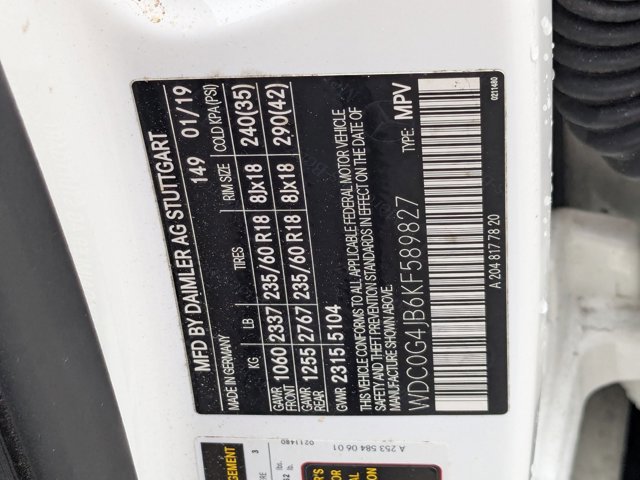 MFD BY DAIMLER AG STUTTGART
MADE IN GERMANY 149 01/19
KG LB TIRES RIM SIZE COLD KPA(PSI)
GAWR FRONT 1060 2337 235/60 R18 8Jx18 240(35)
GAWR REAR 1255 2767 235/60 R18 8Jx18 290(42)
GVWR 2315 5104
THIS VEHICLE CONFORMS TO ALL APPLICABLE FEDERAL MOTOR VEHICLE
SAFETY AND THEFT PREVENTION STANDARDS IN EFFECT ON THE DATE OF
MANUFACTURE SHOWN ABOVE.
WDC0G4JB6KF589827 TYPE: MPV
A 204 817 78 20 0211480
0211480 A 253 584 06 01